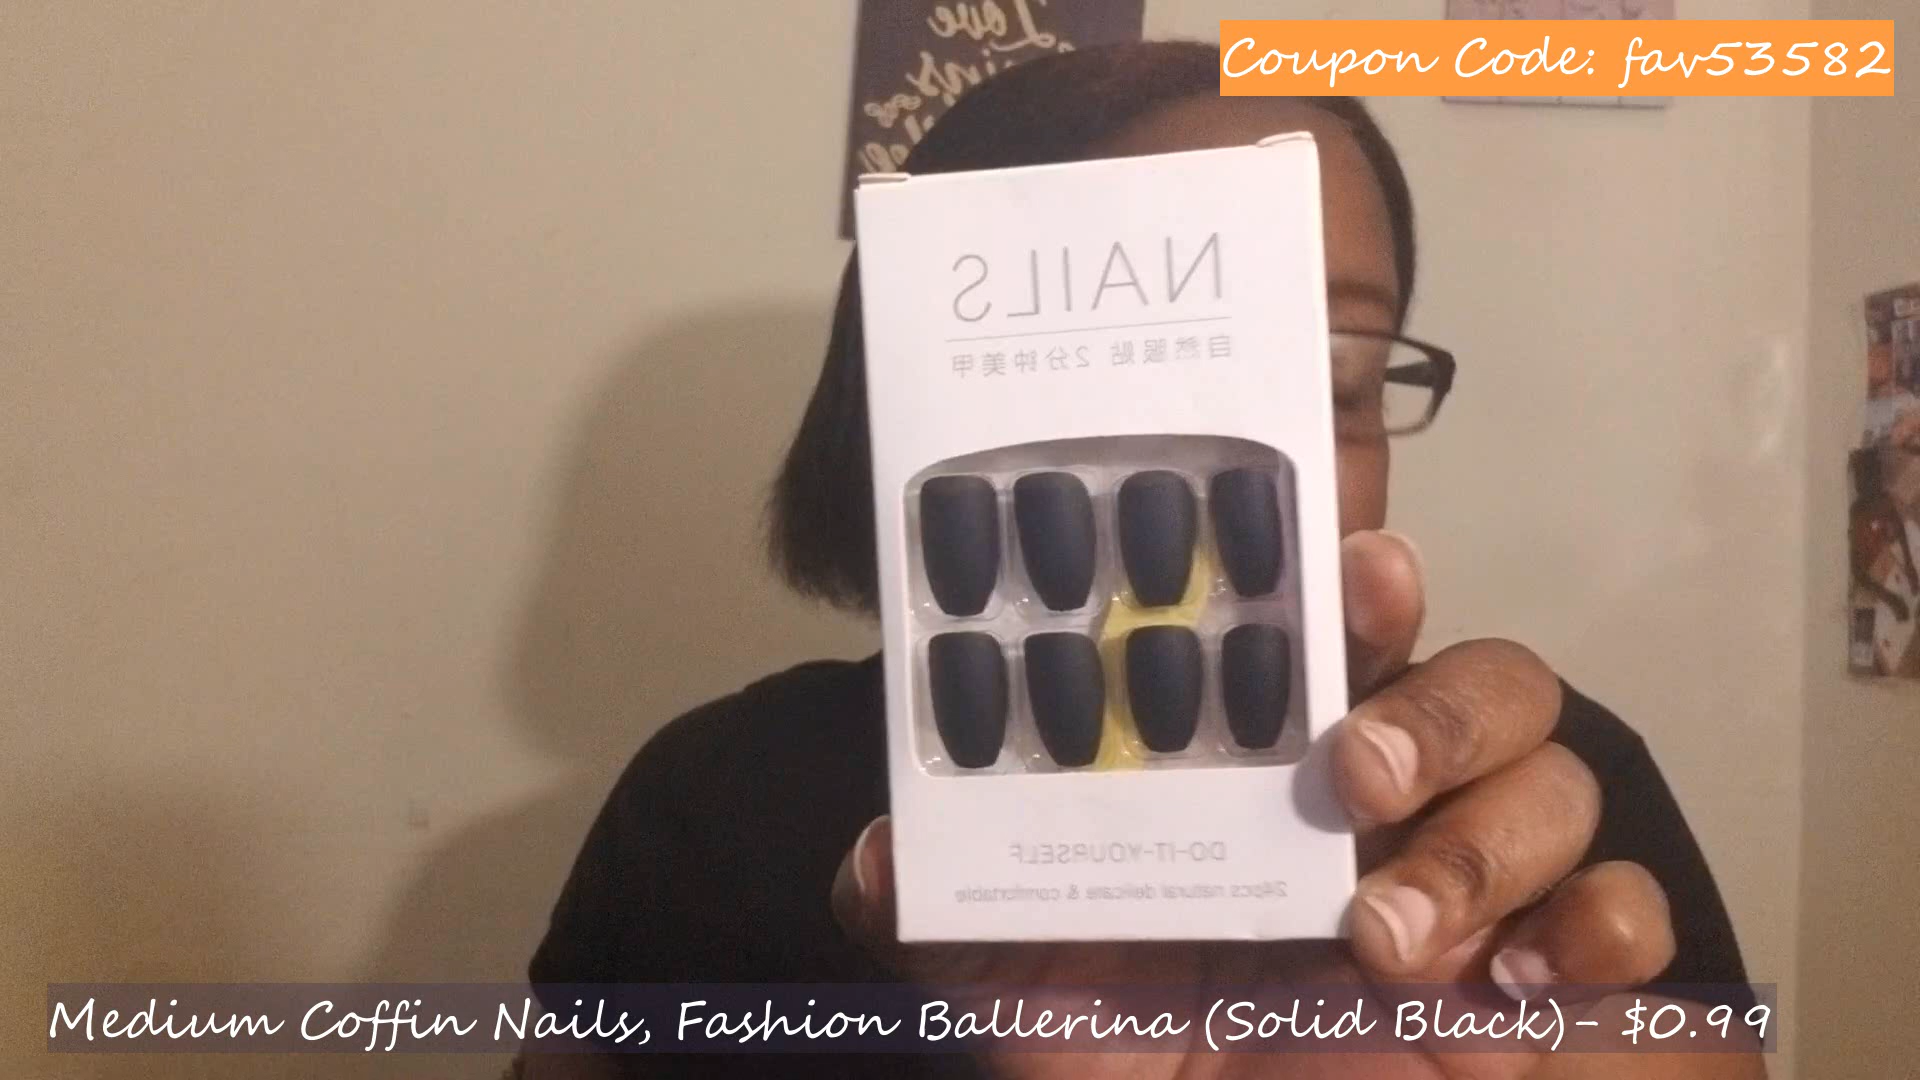 Love
Coupon Code: fav53582
NAILS
自然服贴 2分钟美甲
DO-IT-YOURSELF
24pcs natural delicate & comfortable
Medium Coffin Nails, Fashion Ballerina (Solid Black)- $0.99